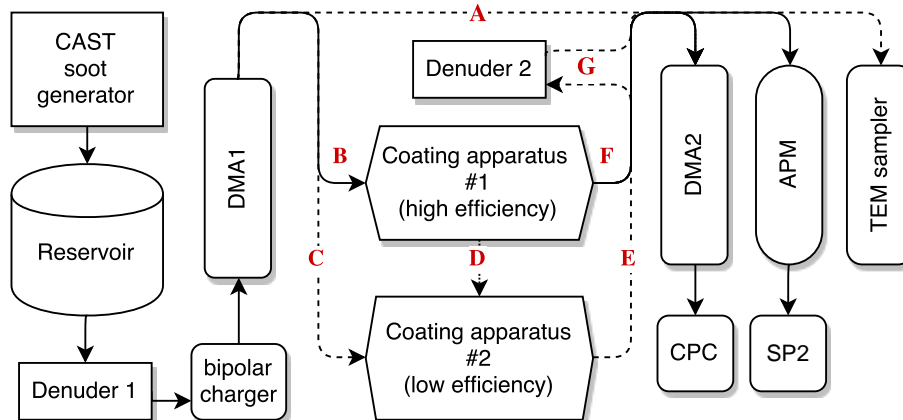 CAST
soot
generator
Reservoir
Denuder 1
bipolar
charger
DMA1
A
B
C
Coating apparatus
#1
(high efficiency)
D
Coating apparatus
#2
(low efficiency)
Denuder 2
G
F
E
DMA2
CPC
APM
SP2
TEM sampler